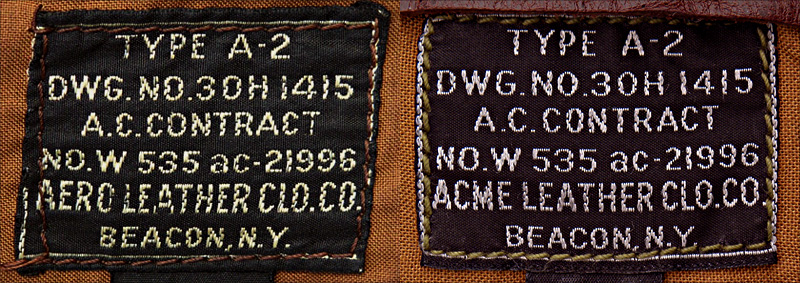 TYPE A-2
DWG. NO. 30H 1415
A.C. CONTRACT
NO. W 535 ac-21996
AERO LEATHER CLO. CO
BEACON, N.Y.
TYPE A-2
DWG. NO. 30H 1415
A.C. CONTRACT
NO. W 535 ac-21996
ACME LEATHER CLO. CO.
BEACON, N.Y